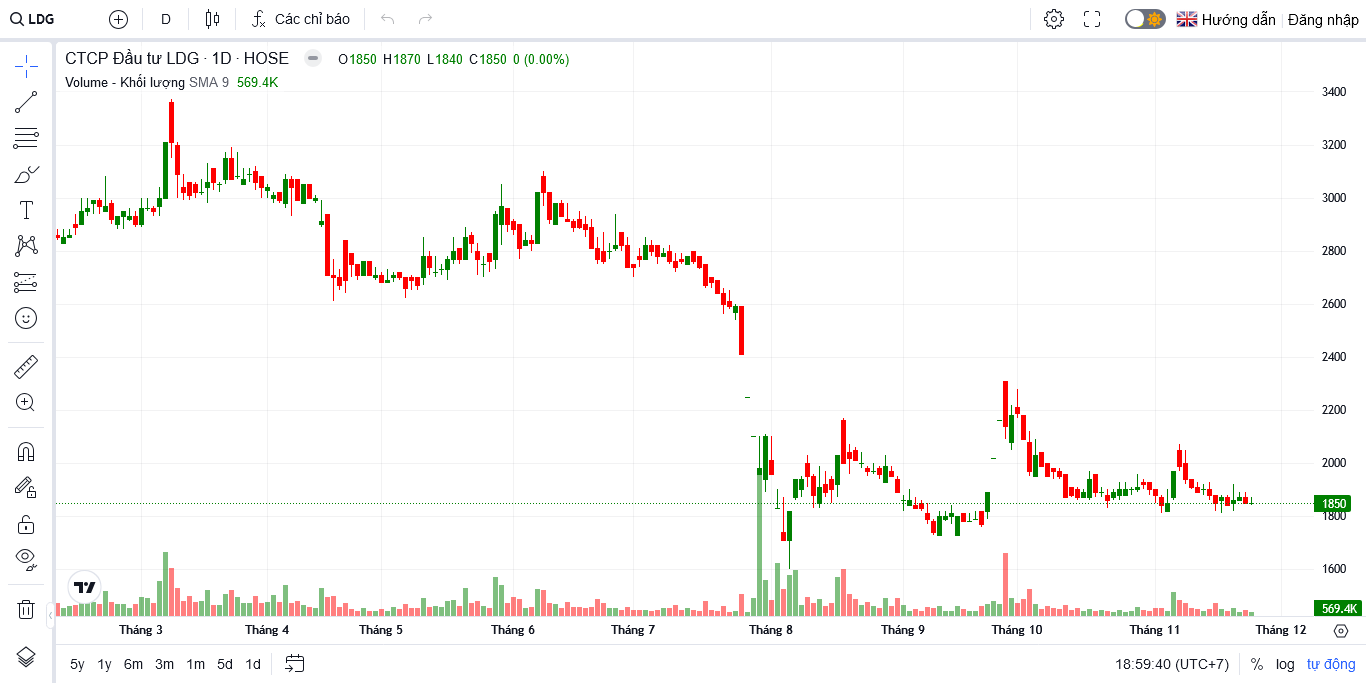 LDG D Các chỉ báo Hướng dẫn Đăng nhập
CTCP Đầu tư LDG · 1D · HOSE O1850 H1870 L1840 C1850 0 (0.00%)
Volume - Khối lượng SMA 9 569.4K
3400
3200
3000
2800
2600
2400
2200
2000
1850
1800
1600
569.4K
Tháng 3 Tháng 4 Tháng 5 Tháng 6 Tháng 7 Tháng 8 Tháng 9 Tháng 10 Tháng 11 Tháng 12
5y 1y 6m 3m 1m 5d 1d 18:59:40 (UTC+7) % log tự động